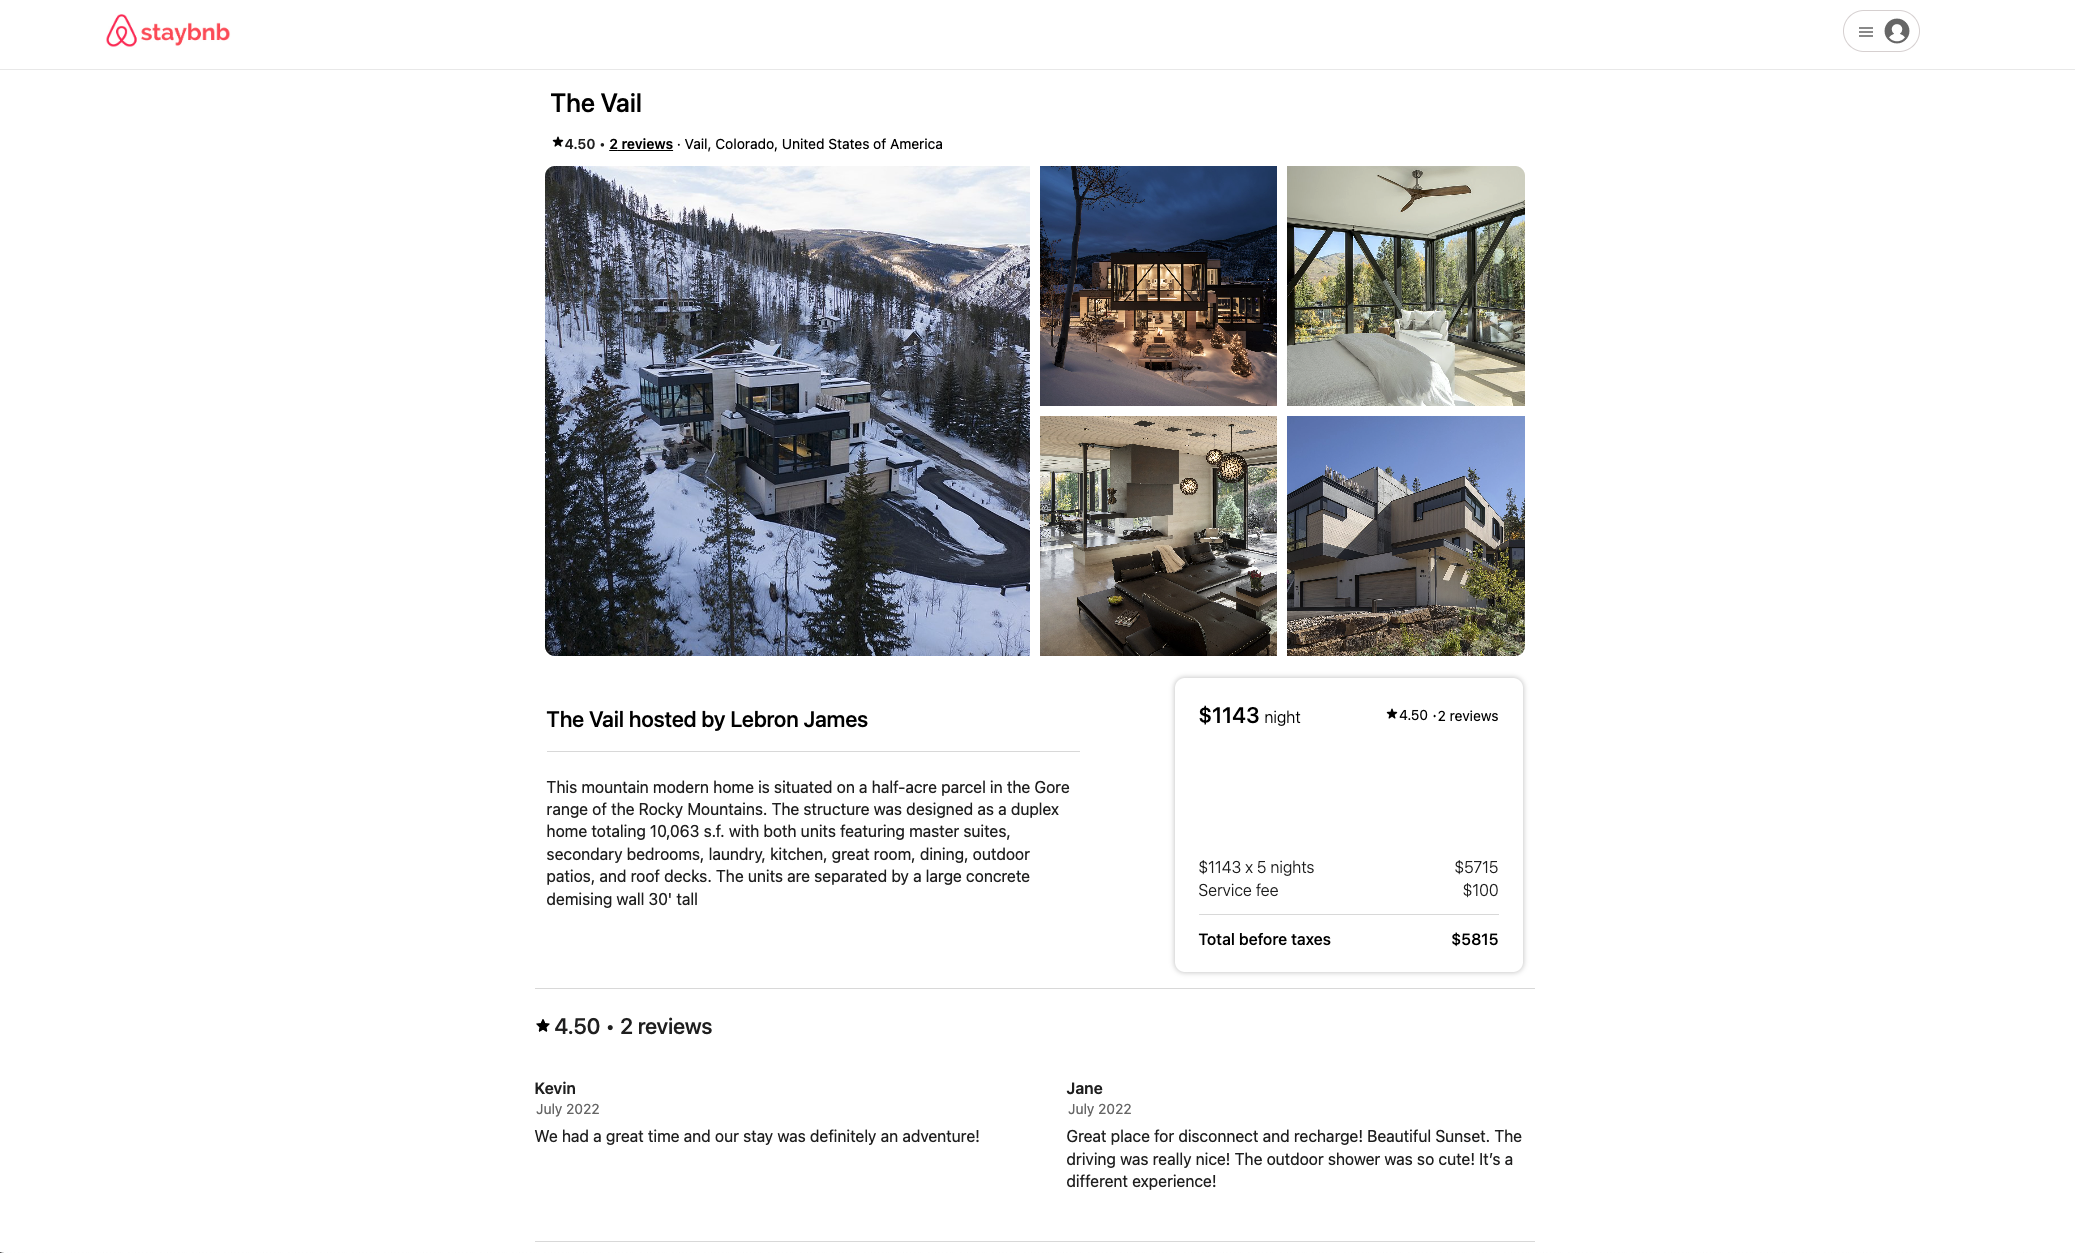 staybnb
The Vail
★4.50 • 2 reviews · Vail, Colorado, United States of America
The Vail hosted by Lebron James
This mountain modern home is situated on a half-acre parcel in the Gore
range of the Rocky Mountains. The structure was designed as a duplex
home totaling 10,063 s.f. with both units featuring master suites,
secondary bedrooms, laundry, kitchen, great room, dining, outdoor
patios, and roof decks. The units are separated by a large concrete
demising wall 30' tall
$1143 night ★4.50 ·2 reviews
$1143 x 5 nights $5715
Service fee $100
Total before taxes $5815
★ 4.50 • 2 reviews
Kevin
July 2022
We had a great time and our stay was definitely an adventure!
Jane
July 2022
Great place for disconnect and recharge! Beautiful Sunset. The
driving was really nice! The outdoor shower was so cute! It’s a
different experience!